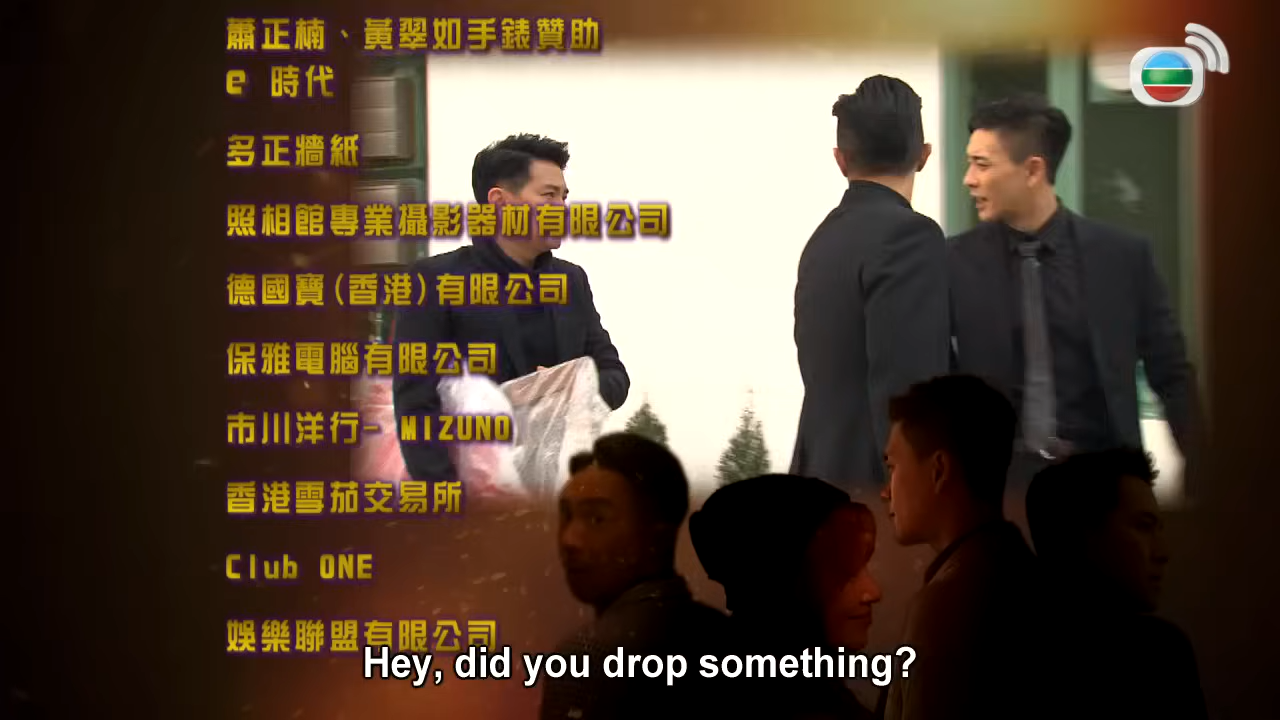 蕭正楠、黃翠如手錶贊助
e 時代
多正牆紙
照相館專業攝影器材有限公司
德國寶(香港)有限公司
保雅電腦有限公司
市川洋行- MIZUNO
香港雪茄交易所
Club ONE
娛樂聯盟有限公司
Hey, did you drop something?